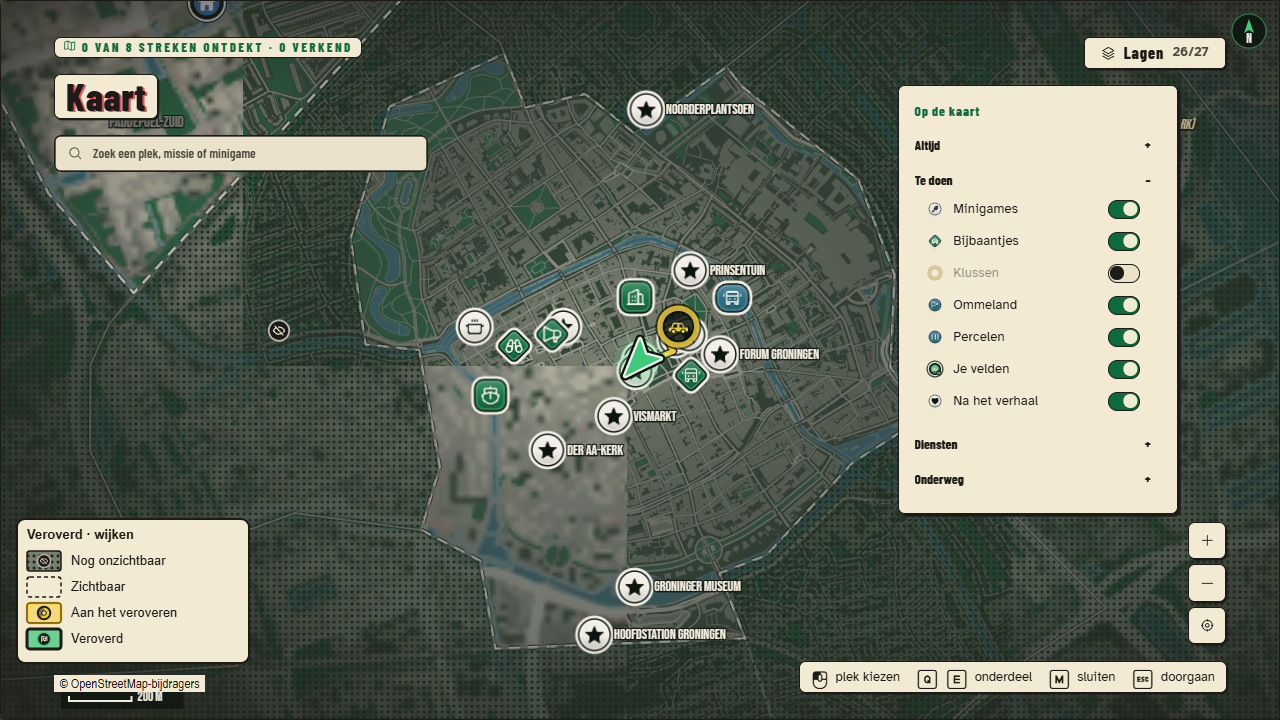 0 VAN 8 STREKEN ONTDEKT · 0 VERKEND
Kaart
PADDEPOEL-ZUID
Zoek een plek, missie of minigame
N
Lagen 26/27
Op de kaart
Altijd +
Te doen −
Minigames
Bijbaantjes
Klussen
Ommeland
Percelen
Je velden
Na het verhaal
Diensten +
Onderweg +
NOORDERPLANTSOEN
PRINSENTUIN
FORUM GRONINGEN
VISMARKT
DER AA-KERK
GRONINGER MUSEUM
HOOFDSTATION GRONINGEN
Veroverd · wijken
Nog onzichtbaar
Zichtbaar
Aan het veroveren
Veroverd
© OpenStreetMap-bijdragers
200 M
+
−
plek kiezen Q E onderdeel M sluiten ESC doorgaan